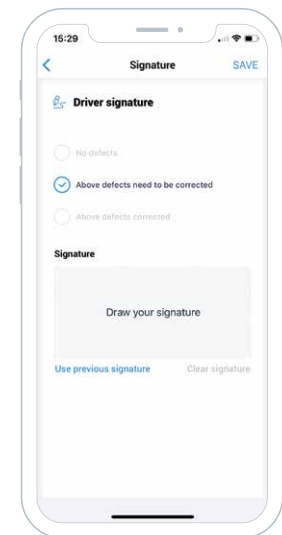 15:29
Signature
SAVE
Driver signature
No defects
Above defects need to be corrected
Above defects corrected
Signature
Draw your signature
Use previous signature
Clear signature